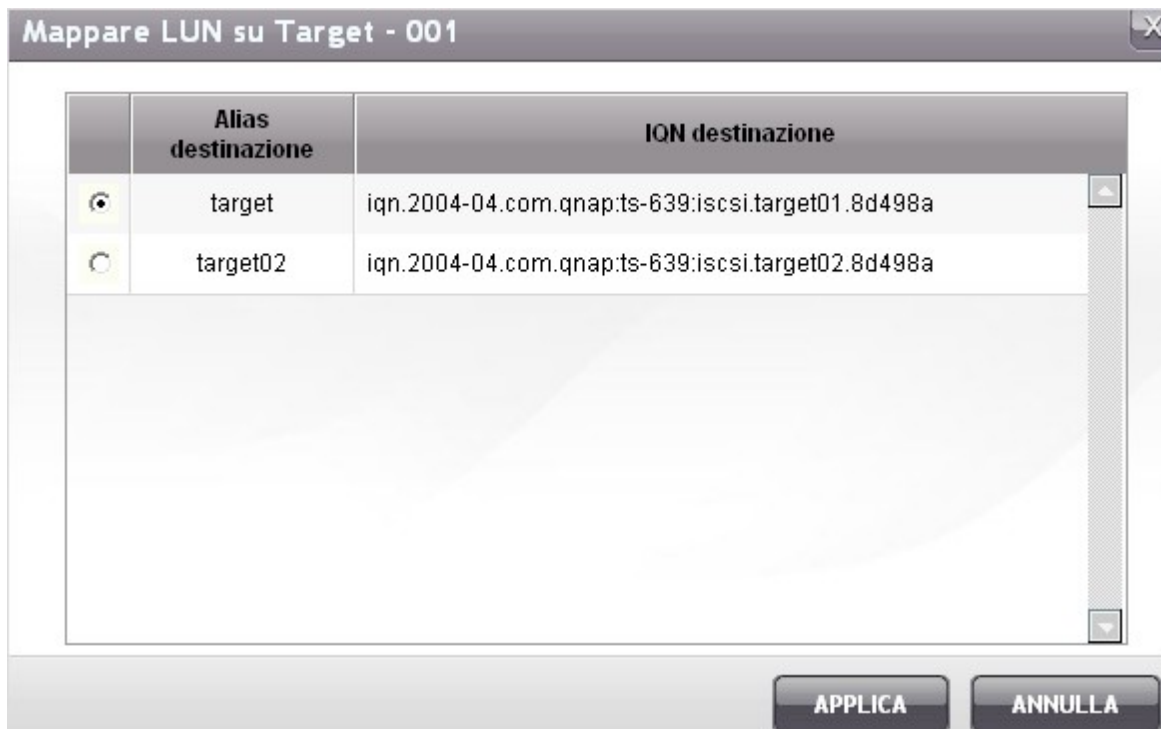 Mappare LUN su Target - 001
X
Alias destinazione
IQN destinazione
target
iqn.2004-04.com.qnap:ts-639:iscsi.target01.8d498a
target02
iqn.2004-04.com.qnap:ts-639:iscsi.target02.8d498a
APPLICA
ANNULLA